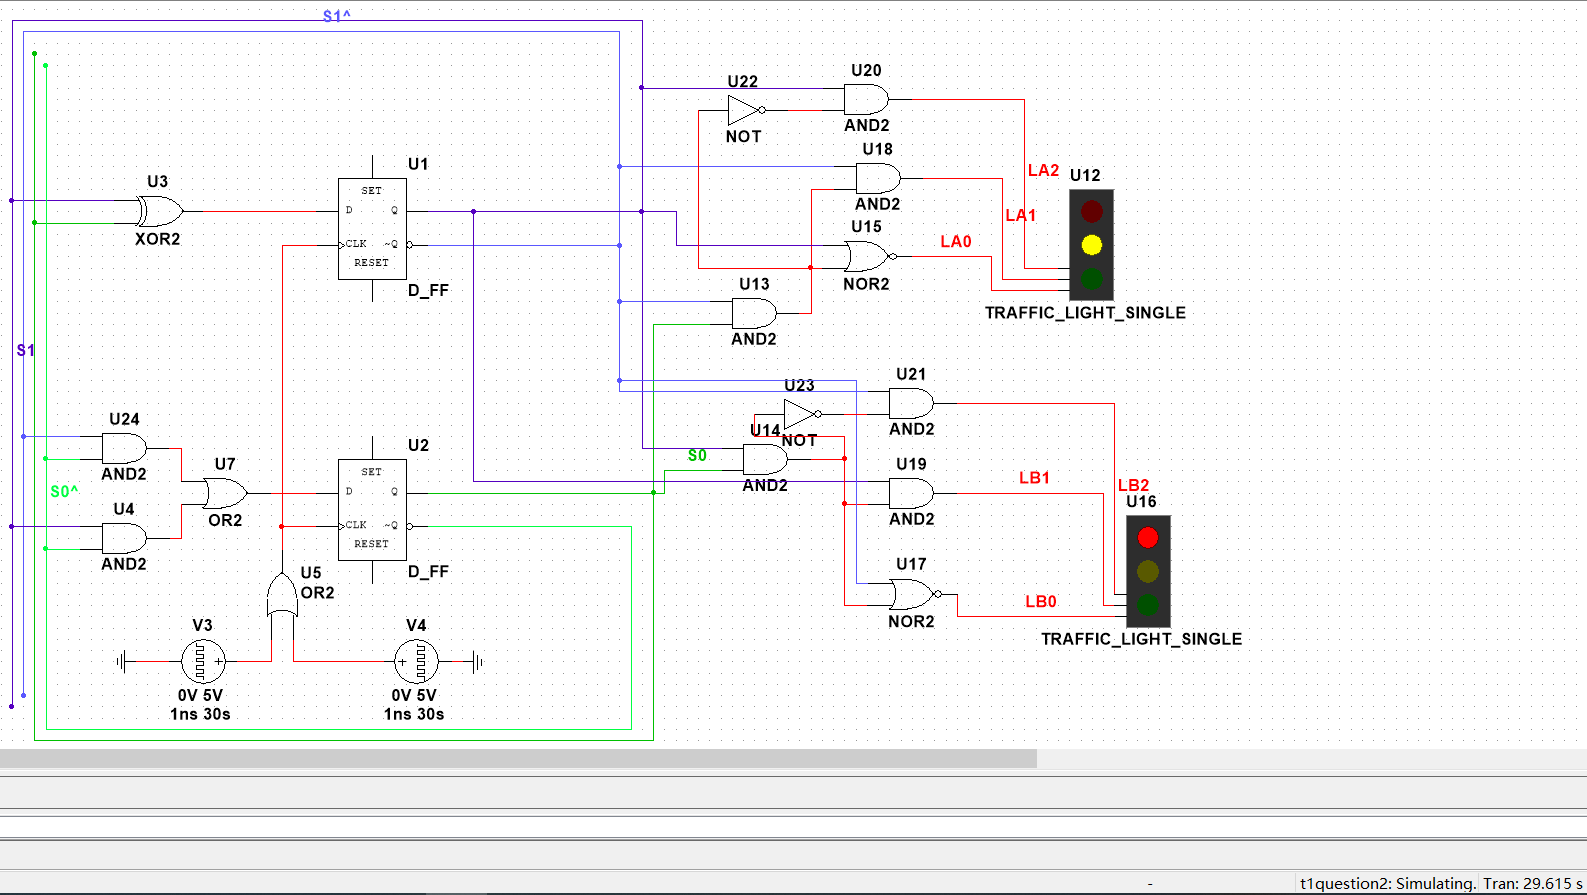 S1^
U20
U22
AND2
NOT
U18
U1
LA2
U12
U3
SET
D
Q
AND2
LA1
U15
XOR2
CLK
~Q
LA0
RESET
NOR2
U13
D_FF
TRAFFIC_LIGHT_SINGLE
AND2
S1
U21
U23
U24
U14
NOT
AND2
U2
S0
U7
SET
U19
AND2
AND2
LB1
LB2
S0^
D
Q
U16
U4
OR2
AND2
CLK
~Q
RESET
AND2
U17
U5
D_FF
OR2
LB0
V3
V4
NOR2
TRAFFIC_LIGHT_SINGLE
0V 5V
0V 5V
1ns 30s
1ns 30s
t1question2: Simulating.
Tran: 29.615 s